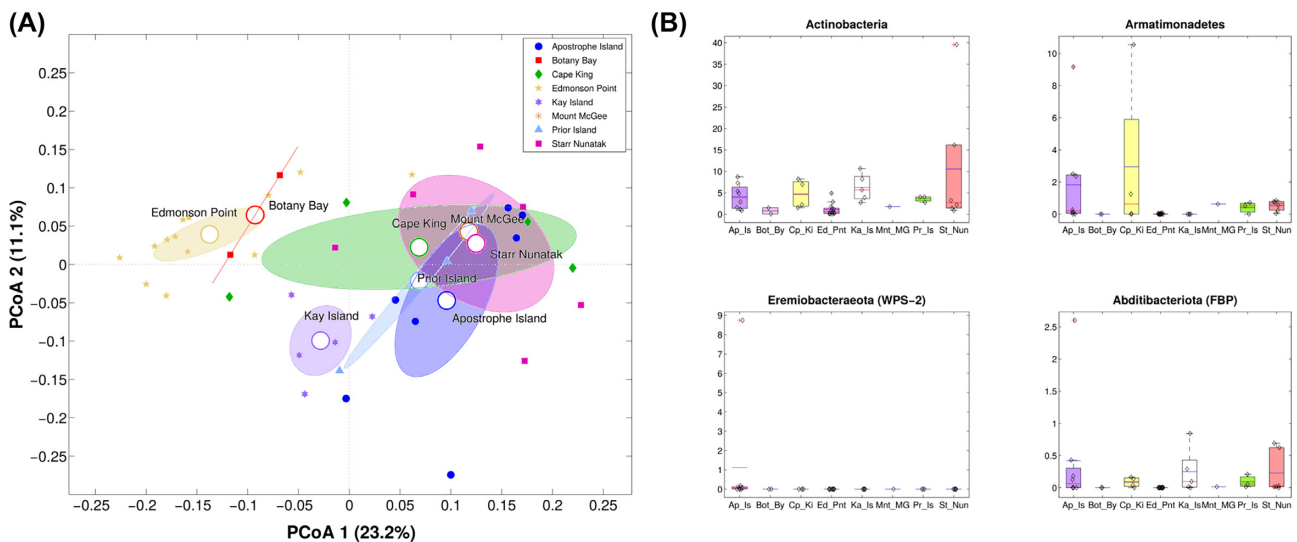 (A)
PCoA 2 (11.1%)
0.25
0.2
0.15
0.1
0.05
0
−0.05
−0.1
−0.15
−0.2
−0.25
Apostrophe Island
Botany Bay
Cape King
Edmonson Point
Kay Island
Mount McGee
Prior Island
Starr Nunatak
Edmonson Point
Botany Bay
Cape King
Mount McGee
Starr Nunatak
Prior Island
Apostrophe Island
Kay Island
−0.25 −0.2 −0.15 −0.1 −0.05 0 0.05 0.1 0.15 0.2 0.25
PCoA 1 (23.2%)
(B)
Actinobacteria
40
35
30
25
20
15
10
5
0
Ap_Is Bot_By Cp_Ki Ed_Pnt Ka_Is Mnt_MG Pr_Is St_Nun
Armatimonadetes
10
8
6
4
2
0
Ap_Is Bot_By Cp_Ki Ed_Pnt Ka_Is Mnt_MG Pr_Is St_Nun
Eremiobacteraeota (WPS−2)
9
8
7
6
5
4
3
2
1
0
Ap_Is Bot_By Cp_Ki Ed_Pnt Ka_Is Mnt_MG Pr_Is St_Nun
Abditibacteriota (FBP)
2.5
2
1.5
1
0.5
0
Ap_Is Bot_By Cp_Ki Ed_Pnt Ka_Is Mnt_MG Pr_Is St_Nun